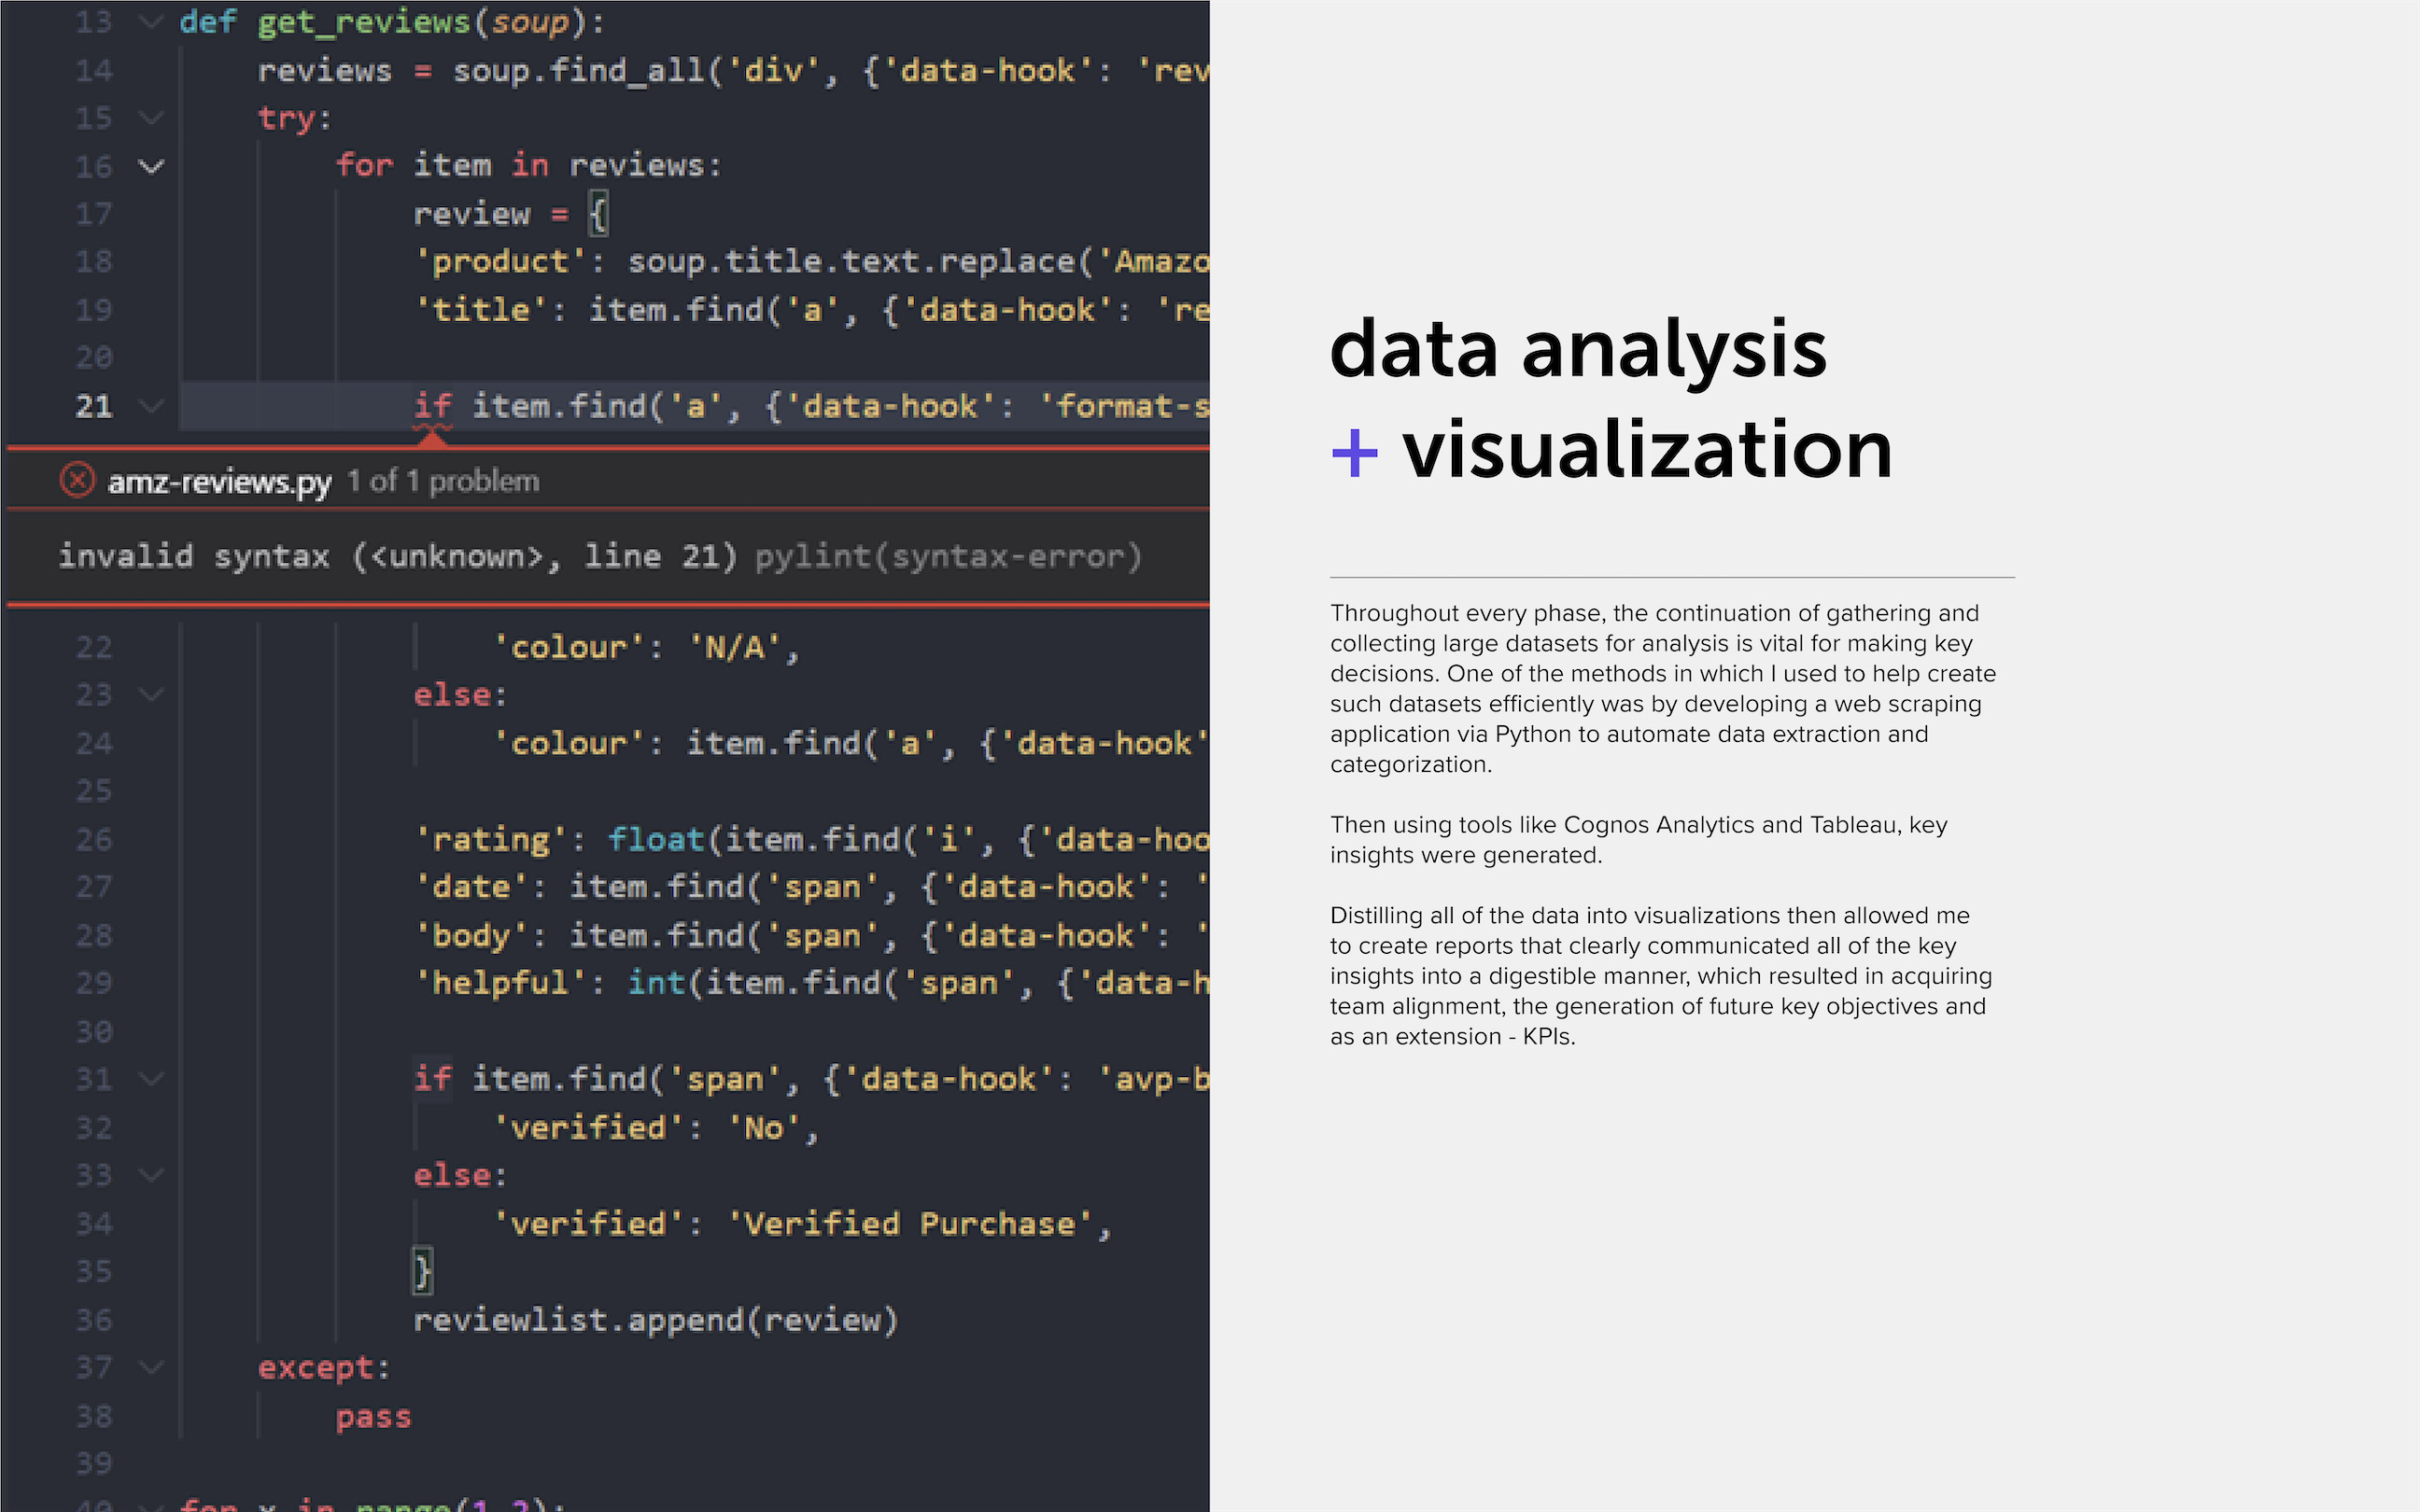 13 def get_reviews(soup):
14 reviews = soup.find_all('div', {'data-hook': 'rev
15 try:
16 for item in reviews:
17 review = {
18 'product': soup.title.text.replace('Amazo
19 'title': item.find('a', {'data-hook': 're
20
21 if item.find('a', {'data-hook': 'format-s
amz-reviews.py 1 of 1 problem
invalid syntax (<unknown>, line 21) pylint(syntax-error)
22 'colour': 'N/A',
23 else:
24 'colour': item.find('a', {'data-hook'
25
26 'rating': float(item.find('i', {'data-hoo
27 'date': item.find('span', {'data-hook': '
28 'body': item.find('span', {'data-hook': '
29 'helpful': int(item.find('span', {'data-h
30
31 if item.find('span', {'data-hook': 'avp-b
32 'verified': 'No',
33 else:
34 'verified': 'Verified Purchase',
35 }
36 reviewlist.append(review)
37 except:
38 pass
39
40 for x in range(1,2):
data analysis
+ visualization
Throughout every phase, the continuation of gathering and
collecting large datasets for analysis is vital for making key
decisions. One of the methods in which I used to help create
such datasets efficiently was by developing a web scraping
application via Python to automate data extraction and
categorization.
Then using tools like Cognos Analytics and Tableau, key
insights were generated.
Distilling all of the data into visualizations then allowed me
to create reports that clearly communicated all of the key
insights into a digestible manner, which resulted in acquiring
team alignment, the generation of future key objectives and
as an extension - KPIs.